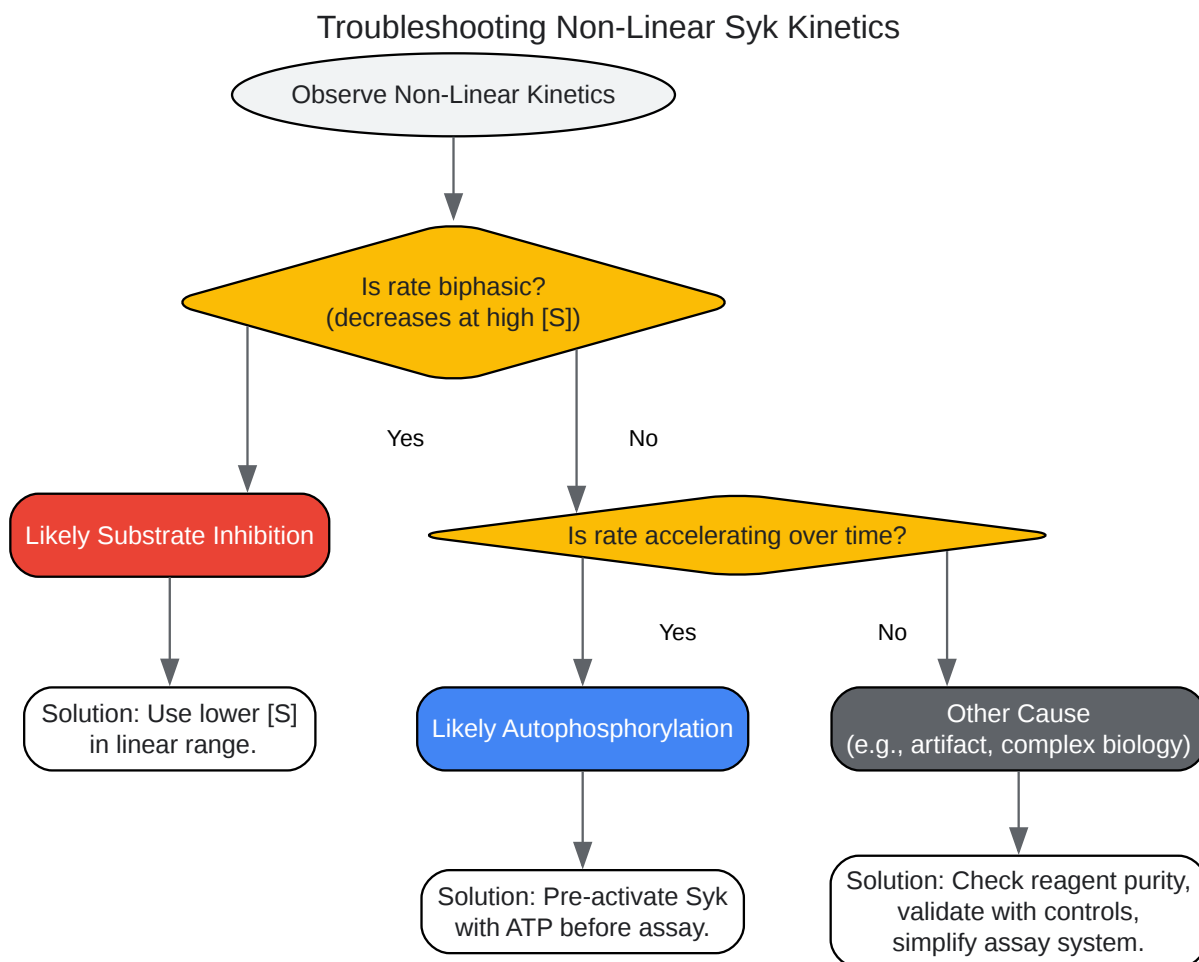 Troubleshooting Non-Linear Syk Kinetics
Observe Non-Linear Kinetics
Is rate biphasic?
(decreases at high [S])
Yes
No
Likely Substrate Inhibition
Is rate accelerating over time?
Solution: Use lower [S]
in linear range.
Yes
No
Likely Autophosphorylation
Other Cause
(e.g., artifact, complex biology)
Solution: Pre-activate Syk
with ATP before assay.
Solution: Check reagent purity,
validate with controls,
simplify assay system.